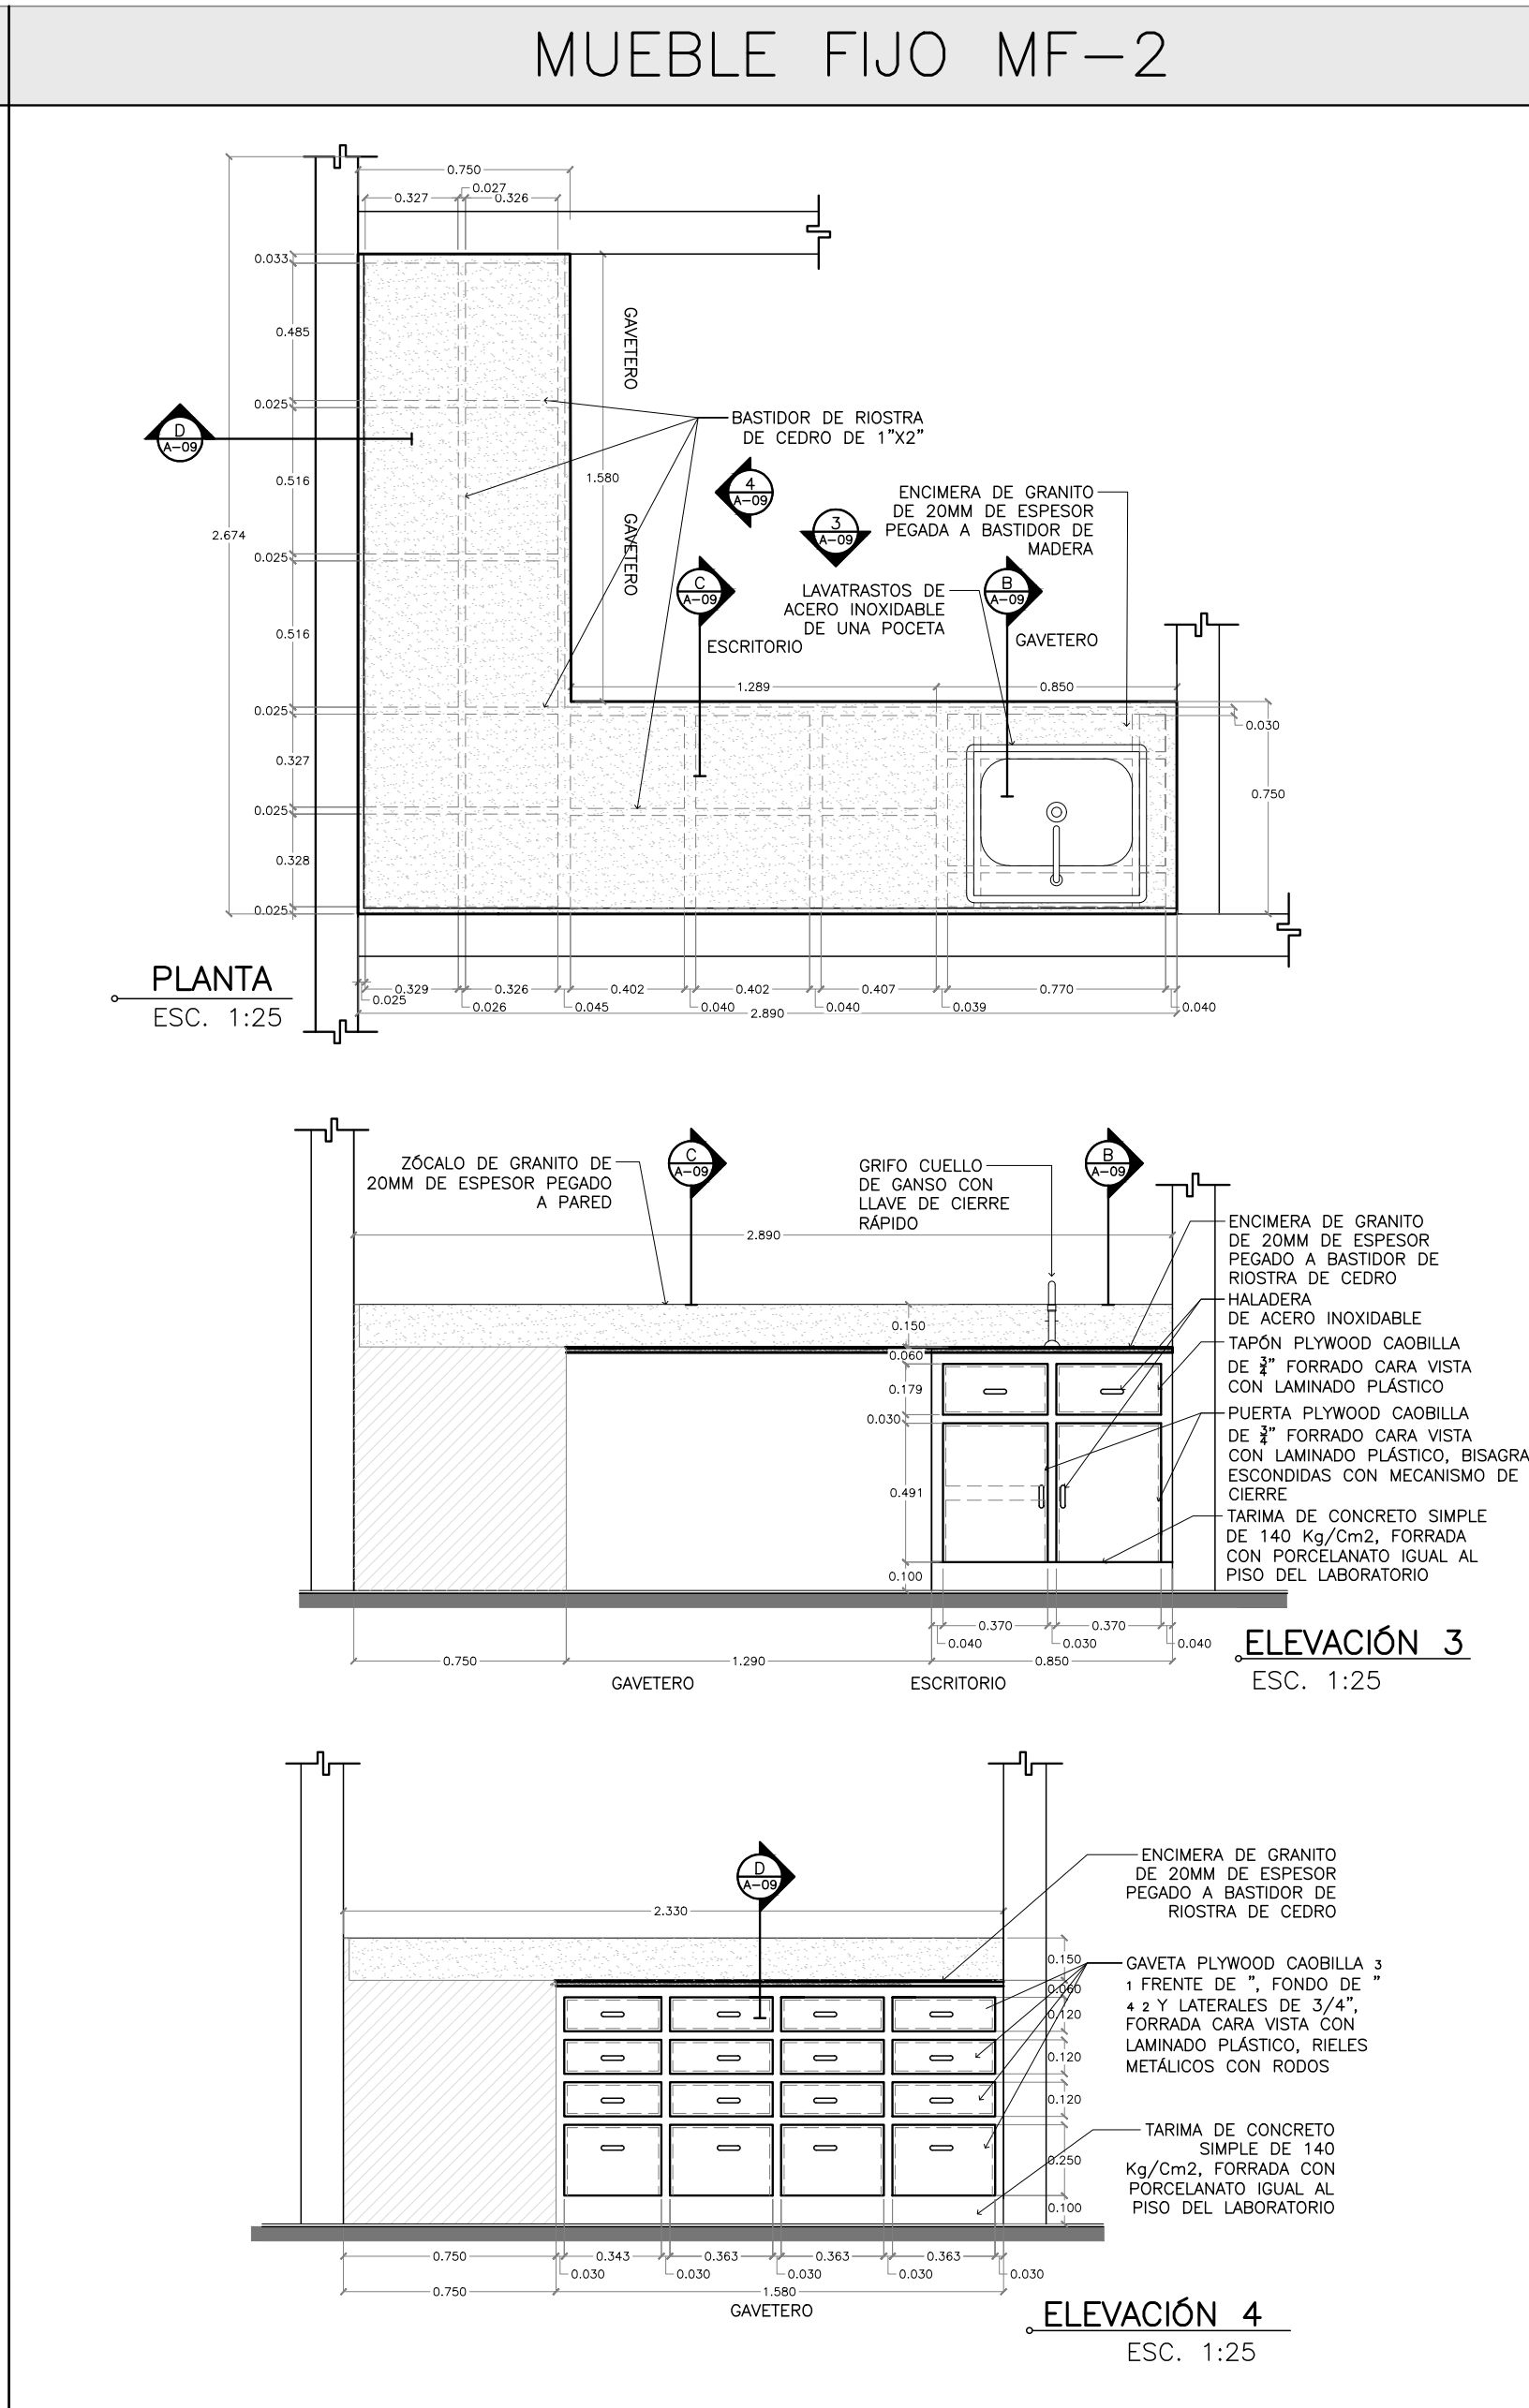 MUEBLE FIJO MF-2
0.750
0.327
0.027
0.326
0.033
0.485
0.025
0.516
0.025
0.516
0.025
0.327
0.025
0.328
0.025
2.674
1.580
GAVETERO
GAVETERO
D
A-09
BASTIDOR DE RIOSTRA
DE CEDRO DE 1"X2"
4
A-09
3
A-09
ENCIMERA DE GRANITO
DE 20MM DE ESPESOR
PEGADA A BASTIDOR DE
MADERA
C
A-09
LAVATRASTOS DE
ACERO INOXIDABLE
DE UNA POCETA
B
A-09
ESCRITORIO
GAVETERO
1.289
0.850
0.030
0.750
0.025
0.329
0.026
0.326
0.045
0.402
0.040
0.402
0.040
0.407
0.039
0.770
0.040
2.890
PLANTA
ESC. 1:25
ZÓCALO DE GRANITO DE
20MM DE ESPESOR PEGADO
A PARED
C
A-09
GRIFO CUELLO
DE GANSO CON
LLAVE DE CIERRE
RÁPIDO
B
A-09
2.890
ENCIMERA DE GRANITO
DE 20MM DE ESPESOR
PEGADO A BASTIDOR DE
RIOSTRA DE CEDRO
HALADERA
DE ACERO INOXIDABLE
TAPÓN PLYWOOD CAOBILLA
DE 3/4" FORRADO CARA VISTA
CON LAMINADO PLÁSTICO
PUERTA PLYWOOD CAOBILLA
DE 3/4" FORRADO CARA VISTA
CON LAMINADO PLÁSTICO, BISAGRA
ESCONDIDAS CON MECANISMO DE
CIERRE
TARIMA DE CONCRETO SIMPLE
DE 140 Kg/Cm2, FORRADA
CON PORCELANATO IGUAL AL
PISO DEL LABORATORIO
0.150
0.060
0.179
0.030
0.491
0.100
0.370
0.370
0.040
0.030
0.040
0.750
1.290
0.850
GAVETERO
ESCRITORIO
ELEVACIÓN 3
ESC. 1:25
D
A-09
2.330
ENCIMERA DE GRANITO
DE 20MM DE ESPESOR
PEGADO A BASTIDOR DE
RIOSTRA DE CEDRO
GAVETA PLYWOOD CAOBILLA 3
1 FRENTE DE ", FONDO DE "
4 2 Y LATERALES DE 3/4",
FORRADA CARA VISTA CON
LAMINADO PLÁSTICO, RIELES
METÁLICOS CON RODOS
TARIMA DE CONCRETO
SIMPLE DE 140
Kg/Cm2, FORRADA CON
PORCELANATO IGUAL AL
PISO DEL LABORATORIO
0.150
0.060
0.120
0.120
0.120
0.250
0.100
0.750
0.343
0.363
0.363
0.363
0.030
0.030
0.030
0.030
0.030
0.750
1.580
GAVETERO
ELEVACIÓN 4
ESC. 1:25